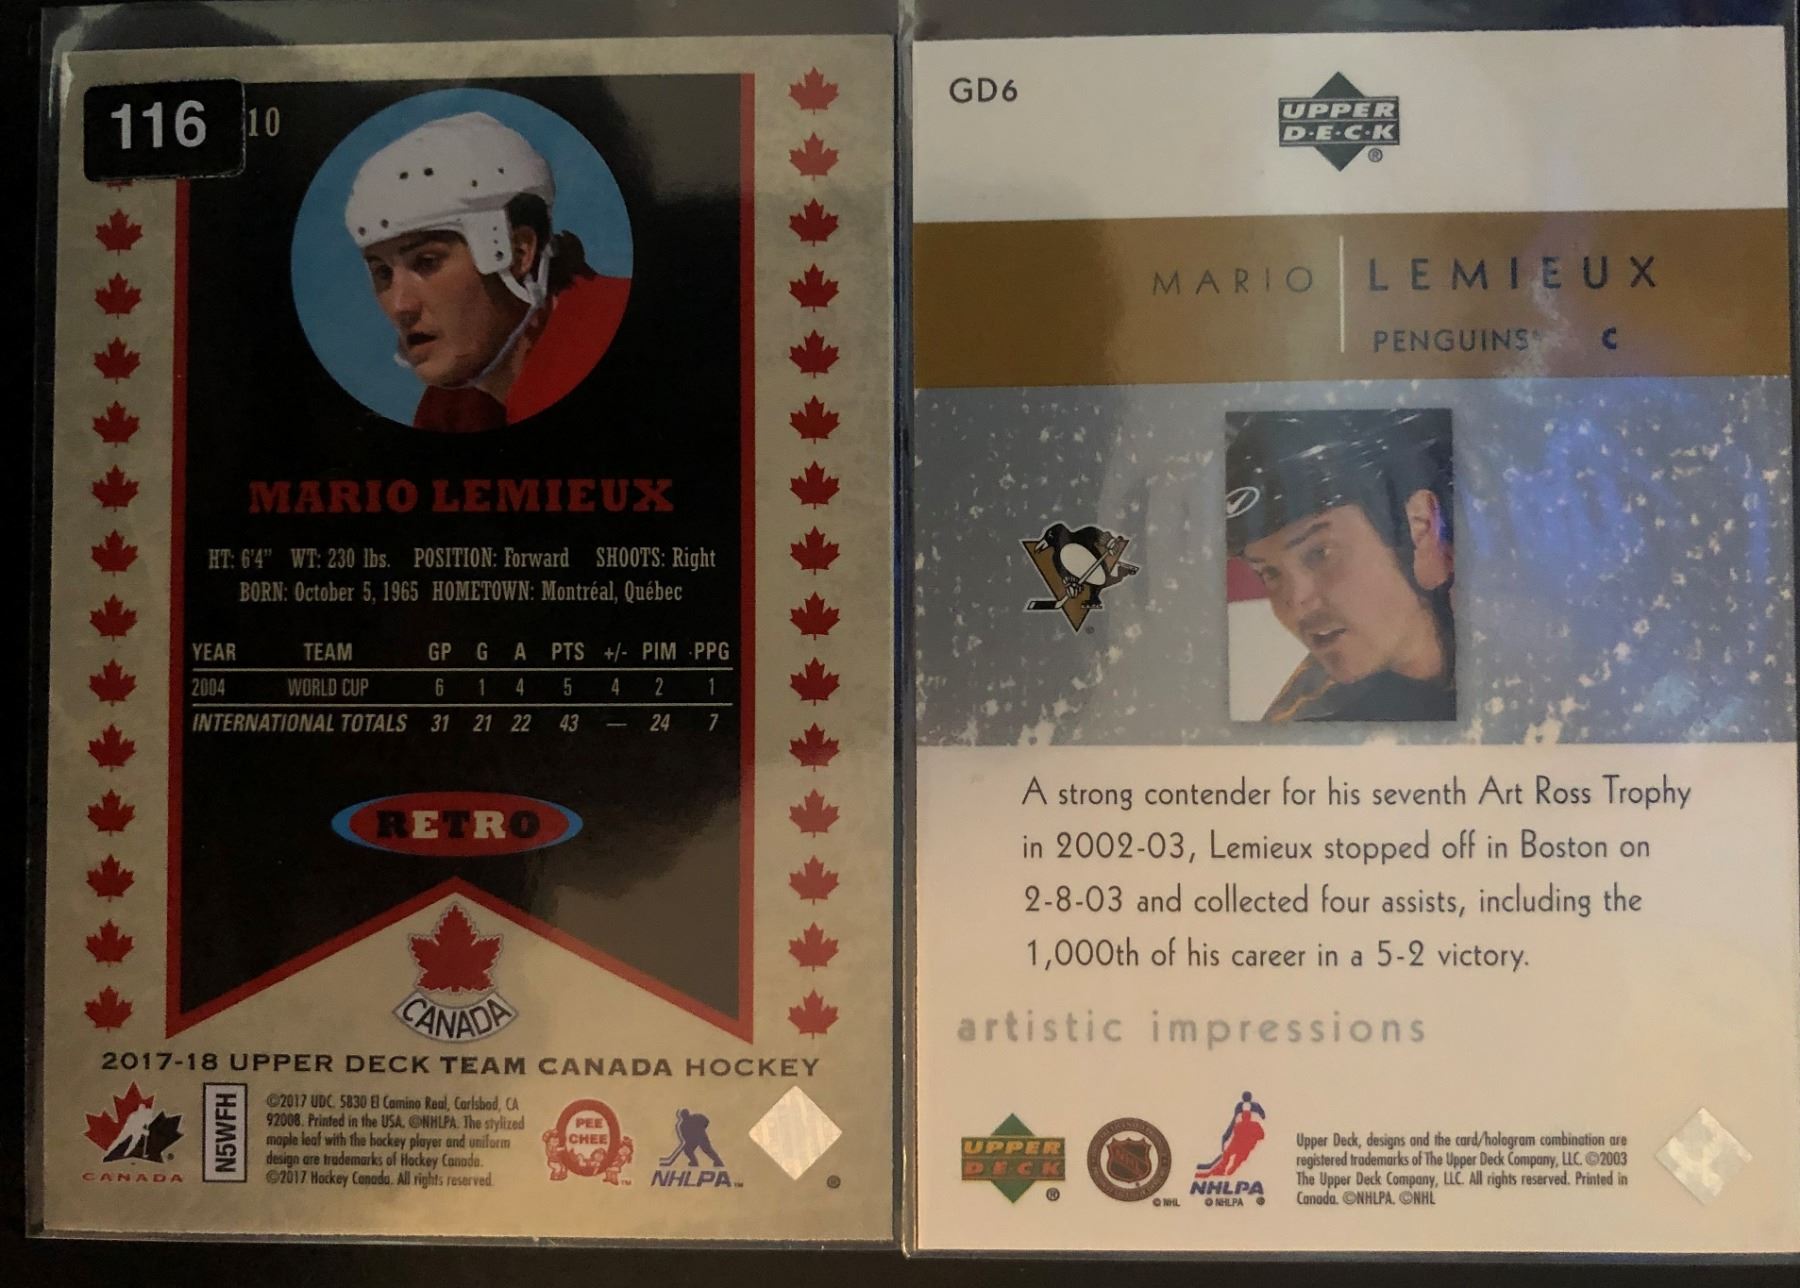 116
10
MARIO LEMIEUX
HT: 6'4" WT: 230 lbs. POSITION: Forward SHOOTS: Right
BORN: October 5, 1965 HOMETOWN: Montréal, Québec
YEAR TEAM GP G A PTS +/- PIM PPG
2004 WORLD CUP 6 1 4 5 4 2 1
INTERNATIONAL TOTALS 31 21 22 43 — 24 7
RETRO
CANADA
2017-18 UPPER DECK TEAM CANADA HOCKEY
CANADA
N5WFH
©2017 UDC. 5830 El Camino Real, Carlsbad, CA
92008. Printed in the USA. ©NHLPA. The stylized
maple leaf with the hockey player and uniform
design are trademarks of Hockey Canada.
©2017 Hockey Canada. All rights reserved.
PEE
CHEE
NHLPA™
®
GD6
UPPER
D·E·C·K
®
MARIO LEMIEUX
PENGUINS C
A strong contender for his seventh Art Ross Trophy
in 2002-03, Lemieux stopped off in Boston on
2-8-03 and collected four assists, including the
1,000th of his career in a 5-2 victory.
artistic impressions
UPPER
DECK
®
NHL
© NHL
NHLPA
© NHLPA ®
Upper Deck, designs and the card/hologram combination are
registered trademarks of The Upper Deck Company, LLC. ©2003
The Upper Deck Company, LLC. All rights reserved. Printed in
Canada. ©NHLPA. ©NHL